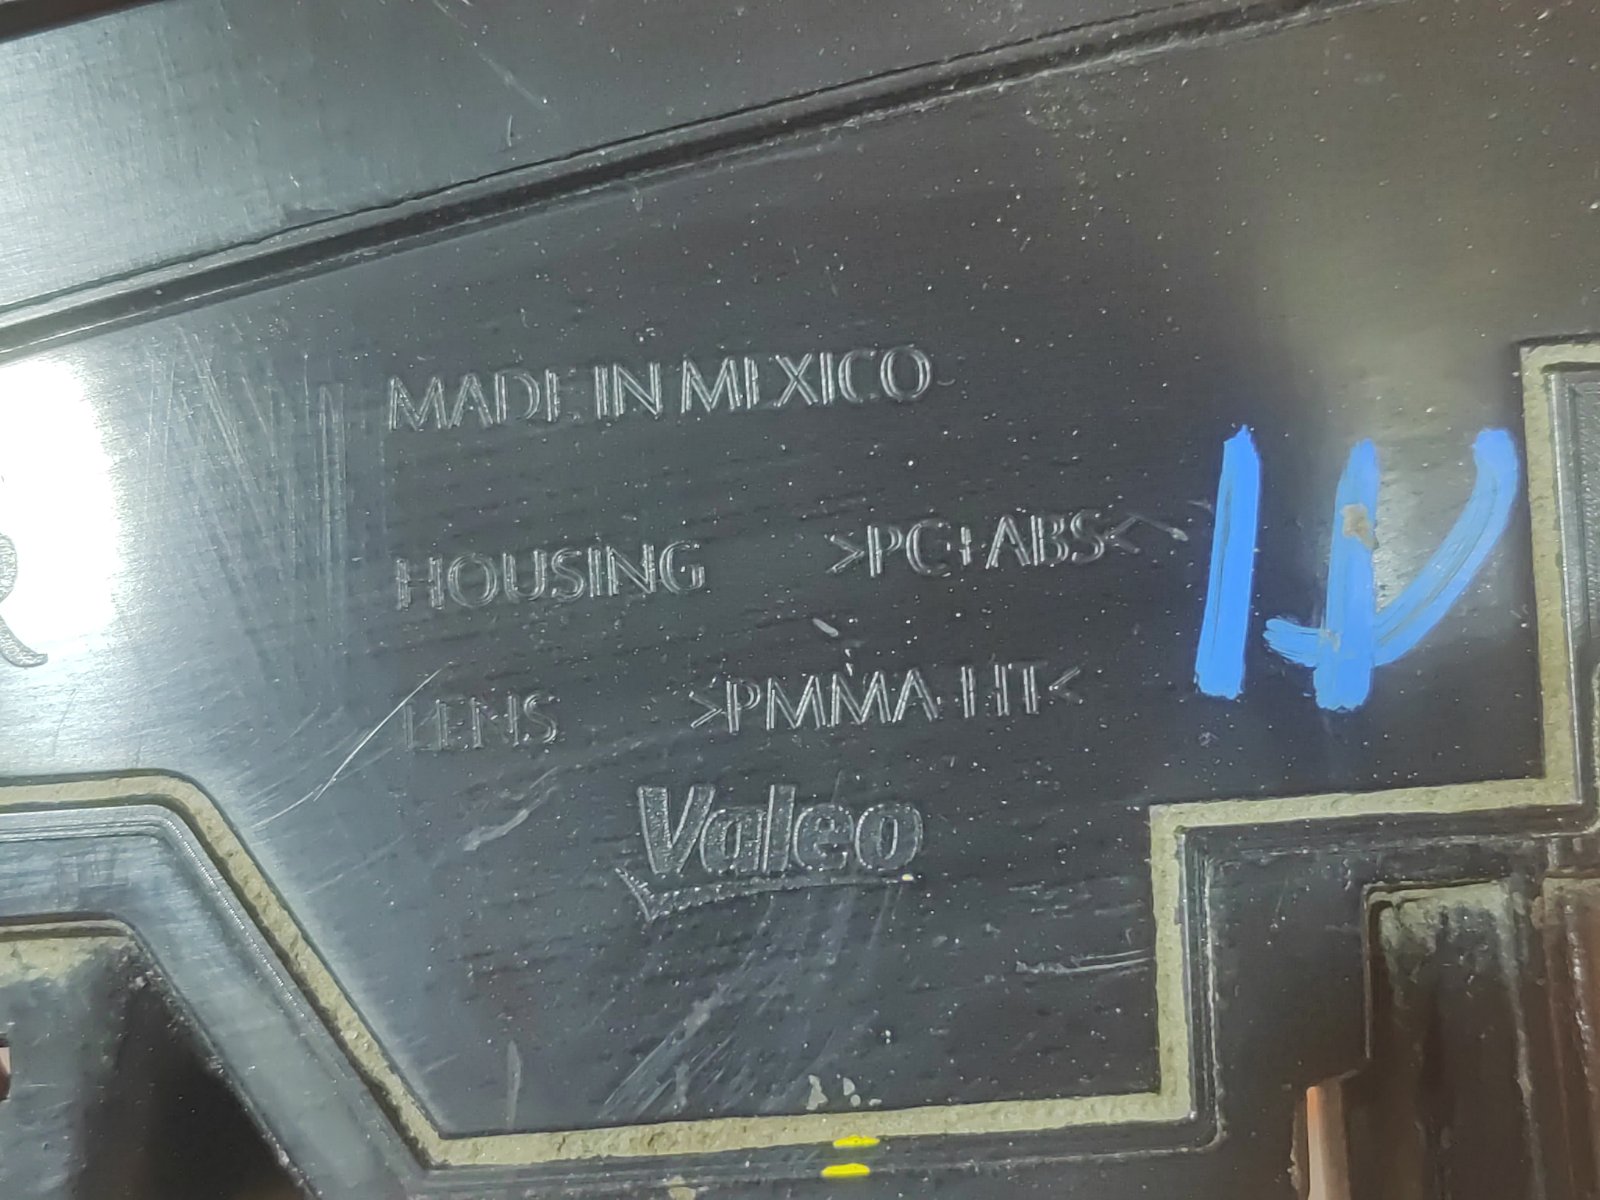 MADE IN MEXICO
HOUSING >PC+ABS<
LENS >PMMA HT<
Valeo
R